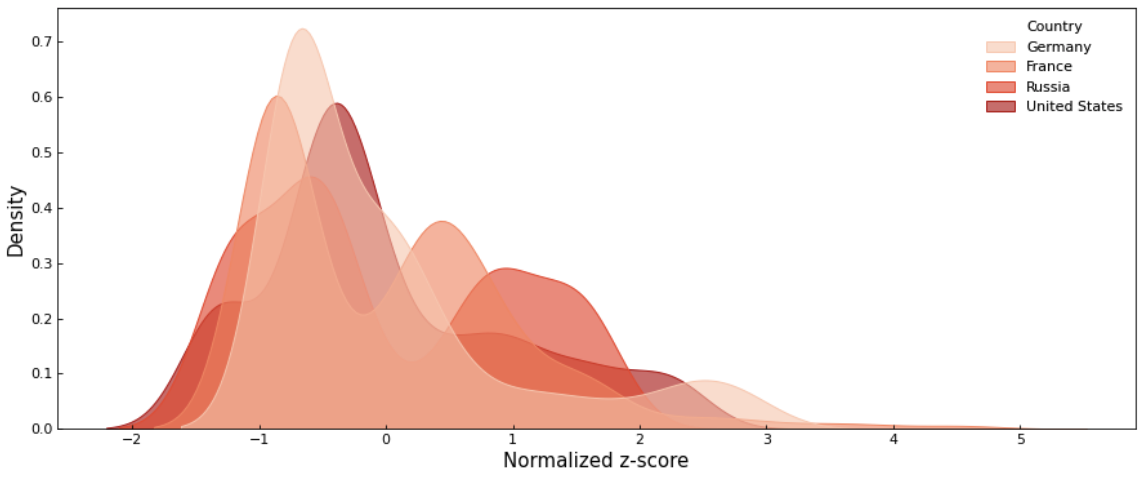 Country
Germany
France
Russia
United States
Density
0.7
0.6
0.5
0.4
0.3
0.2
0.1
0.0
−2 −1 0 1 2 3 4 5
Normalized z-score